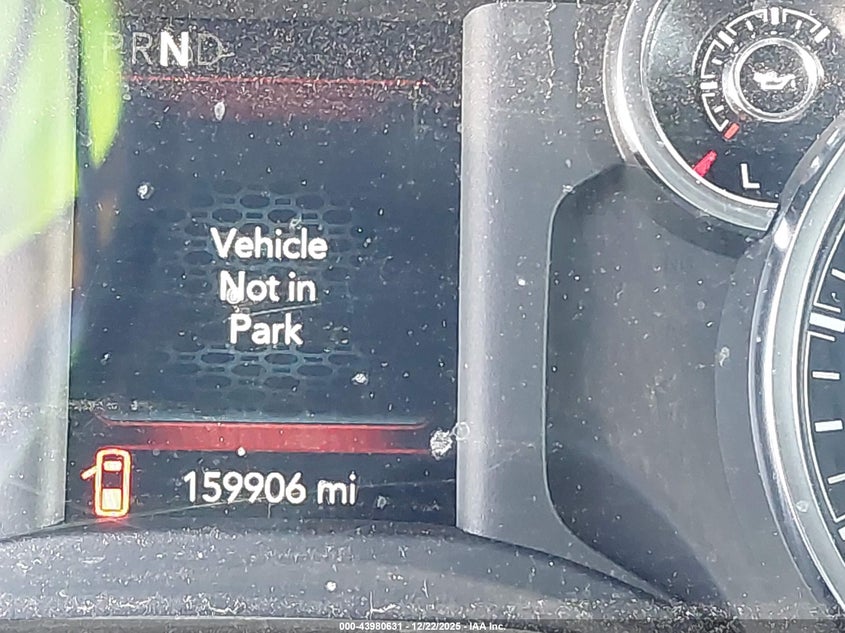 PRND
L
Vehicle
Not in
Park
159906 mi
000-43980631 - 12/22/2025 - IAA Inc.